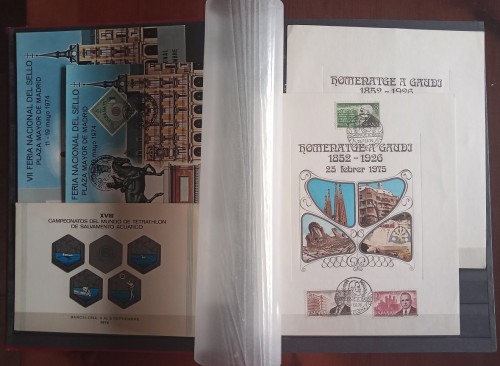 VII FERIA NACIONAL DEL SELLO
PLAZA MAYOR DE MADRID
11 - 19 mayo 1974
FERIA NACIONAL DEL SELLO
PLAZA MAYOR DE MADRID
mayo 1974
XVIII
CAMPEONATOS DEL MUNDO DE TETRATHLON
DE SALVAMENTO ACUATICO
HOMENATGE A GAUDI
1852-1926
HOMENATGE A GAUDI
1852-1926
25 febrer 1975